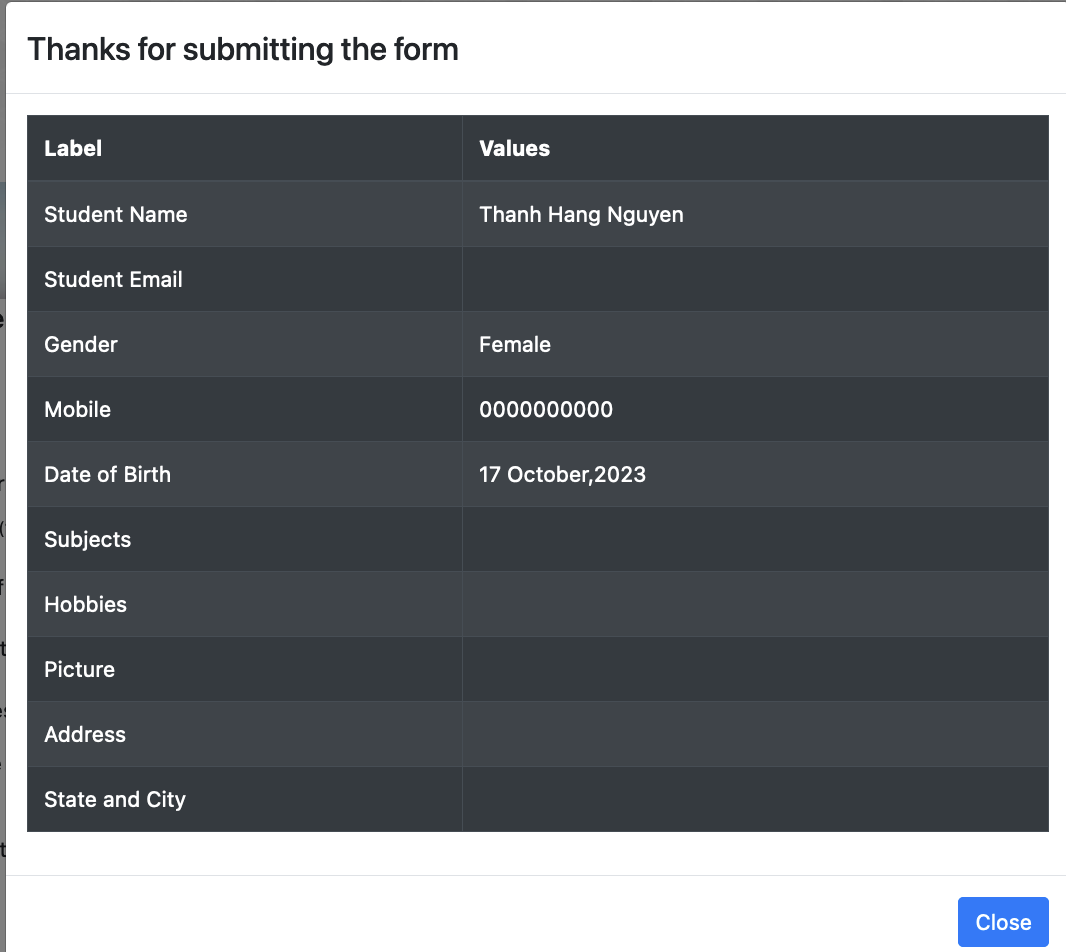 Thanks for submitting the form
Label Values
Student Name Thanh Hang Nguyen
Student Email
Gender Female
Mobile 0000000000
Date of Birth 17 October,2023
Subjects
Hobbies
Picture
Address
State and City
Close